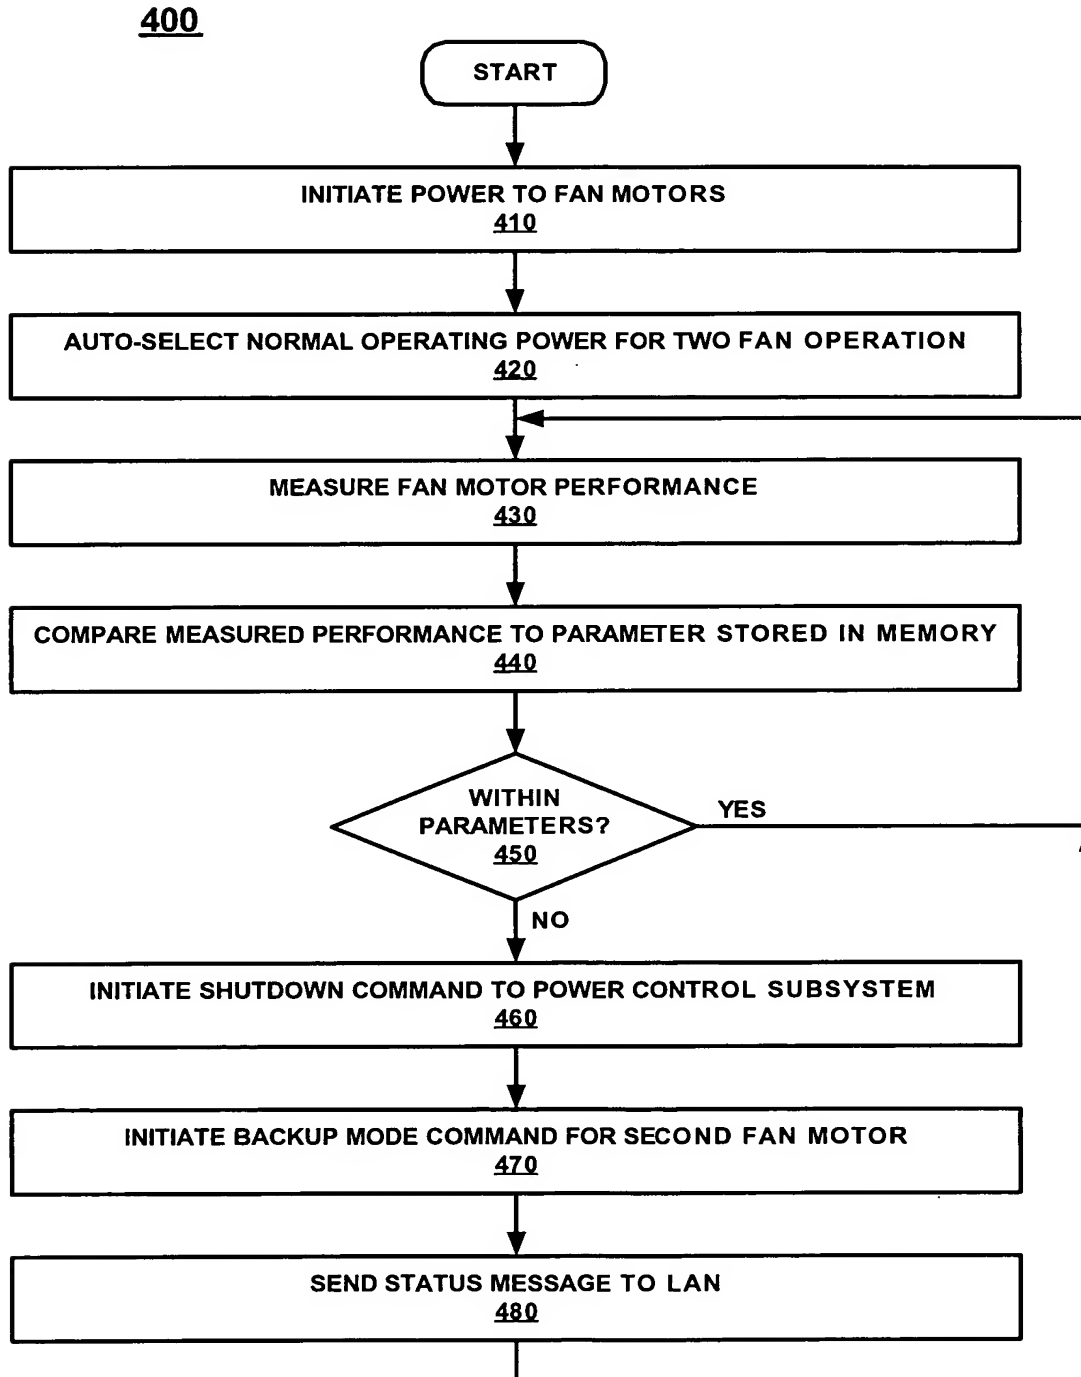 400
START
INITIATE POWER TO FAN MOTORS
410
AUTO-SELECT NORMAL OPERATING POWER FOR TWO FAN OPERATION
420
MEASURE FAN MOTOR PERFORMANCE
430
COMPARE MEASURED PERFORMANCE TO PARAMETER STORED IN MEMORY
440
WITHIN
PARAMETERS?
450
YES
NO
INITIATE SHUTDOWN COMMAND TO POWER CONTROL SUBSYSTEM
460
INITIATE BACKUP MODE COMMAND FOR SECOND FAN MOTOR
470
SEND STATUS MESSAGE TO LAN
480